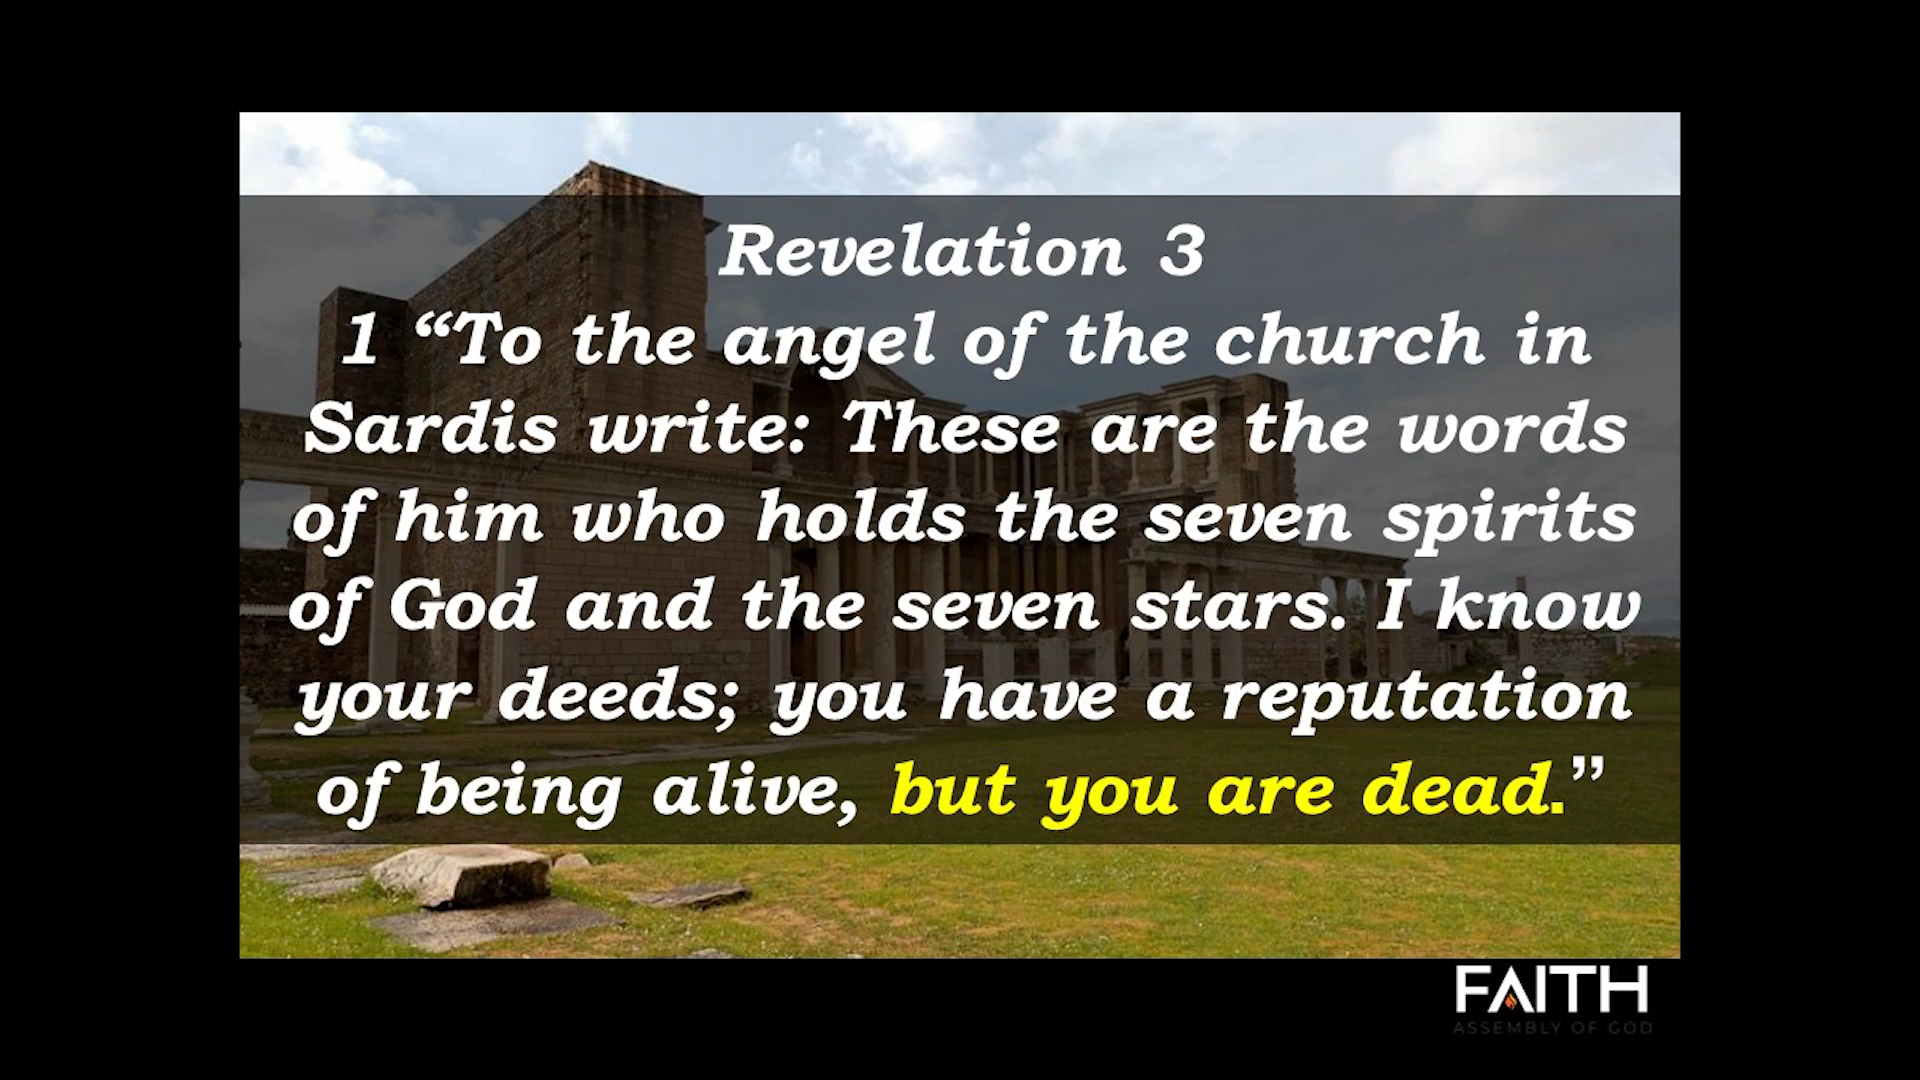 Revelation 3
1 “To the angel of the church in
Sardis write: These are the words
of him who holds the seven spirits
of God and the seven stars. I know
your deeds; you have a reputation
of being alive, but you are dead.”
FAITH
ASSEMBLY OF GOD